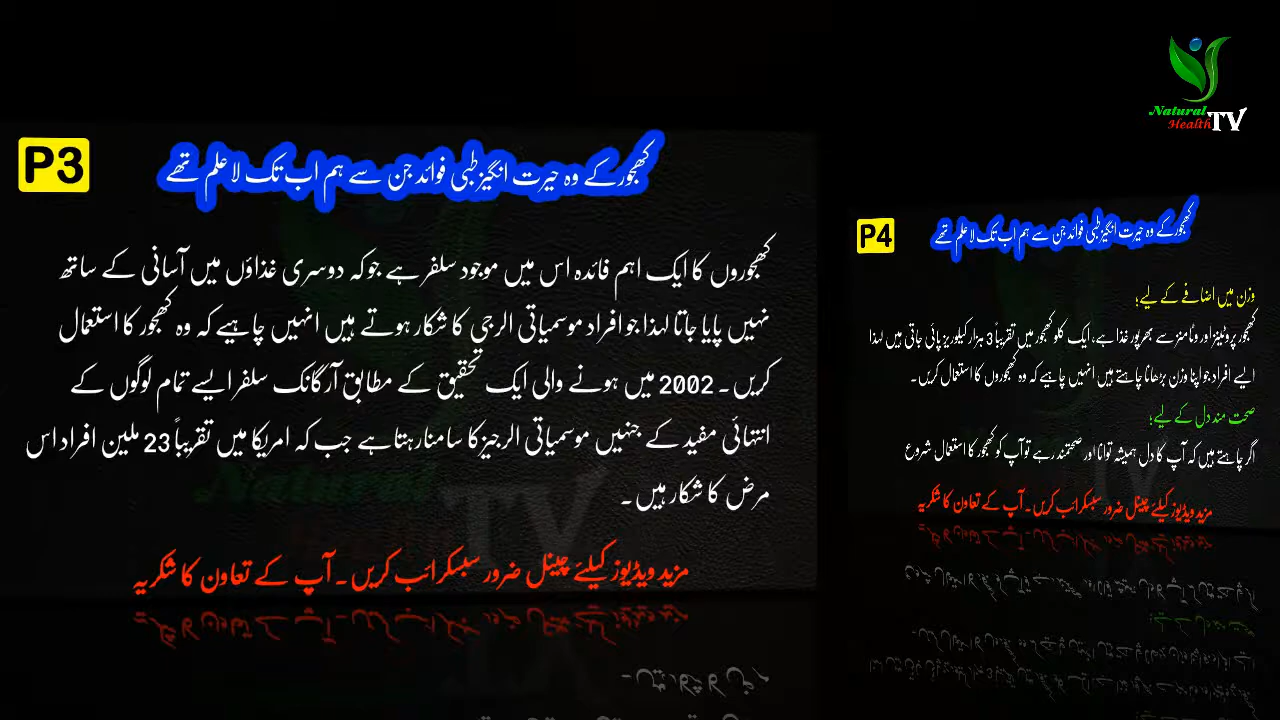 Natural
Health TV
P3
کھجور کے وہ حیرت انگیز طبی فوائد جن سے ہم اب تک لاعلم تھے
کھجوروں کا ایک اہم فائدہ اس میں موجود سلفر ہے جو کہ دوسری غذاؤں میں آسانی کے ساتھ
نہیں پایا جاتا لہٰذا جو افراد موسمیاتی الرجی کا شکار ہوتے ہیں انہیں چاہیے کہ وہ کھجور کا استعمال
کریں۔ 2002 میں ہونے والی ایک تحقیق کے مطابق آرگانک سلفر ایسے تمام لوگوں کے
انتہائی مفید کے جنہیں موسمیاتی الرجیز کا سامنا رہتا ہے جب کہ امریکا میں تقریباً 23 ملین افراد اس
مرض کا شکار ہیں۔
مزید ویڈیوز کیلئے چینل ضرور سبسکرائب کریں۔ آپ کے تعاون کا شکریہ
P4
کھجور کے وہ حیرت انگیز طبی فوائد جن سے ہم اب تک لاعلم تھے
وزن میں اضافے کے لیے؛
کھجور پروٹینز اور وٹامنز سے بھرپور غذا ہے، ایک کلو کھجور میں تقریباً 3 ہزار کیلوریز پائی جاتی ہیں لہٰذا
ایسے افراد جو اپنا وزن بڑھانا چاہتے ہیں انہیں چاہیے کہ وہ کھجوروں کا استعمال کریں۔
صحت مند دل کے لیے؛
اگر چاہتے ہیں کہ آپ کا دل ہمیشہ توانا اور صحتمند رہے تو آپ کو کھجور کا استعمال شروع
مزید ویڈیوز کیلئے چینل ضرور سبسکرائب کریں۔ آپ کے تعاون کا شکریہ